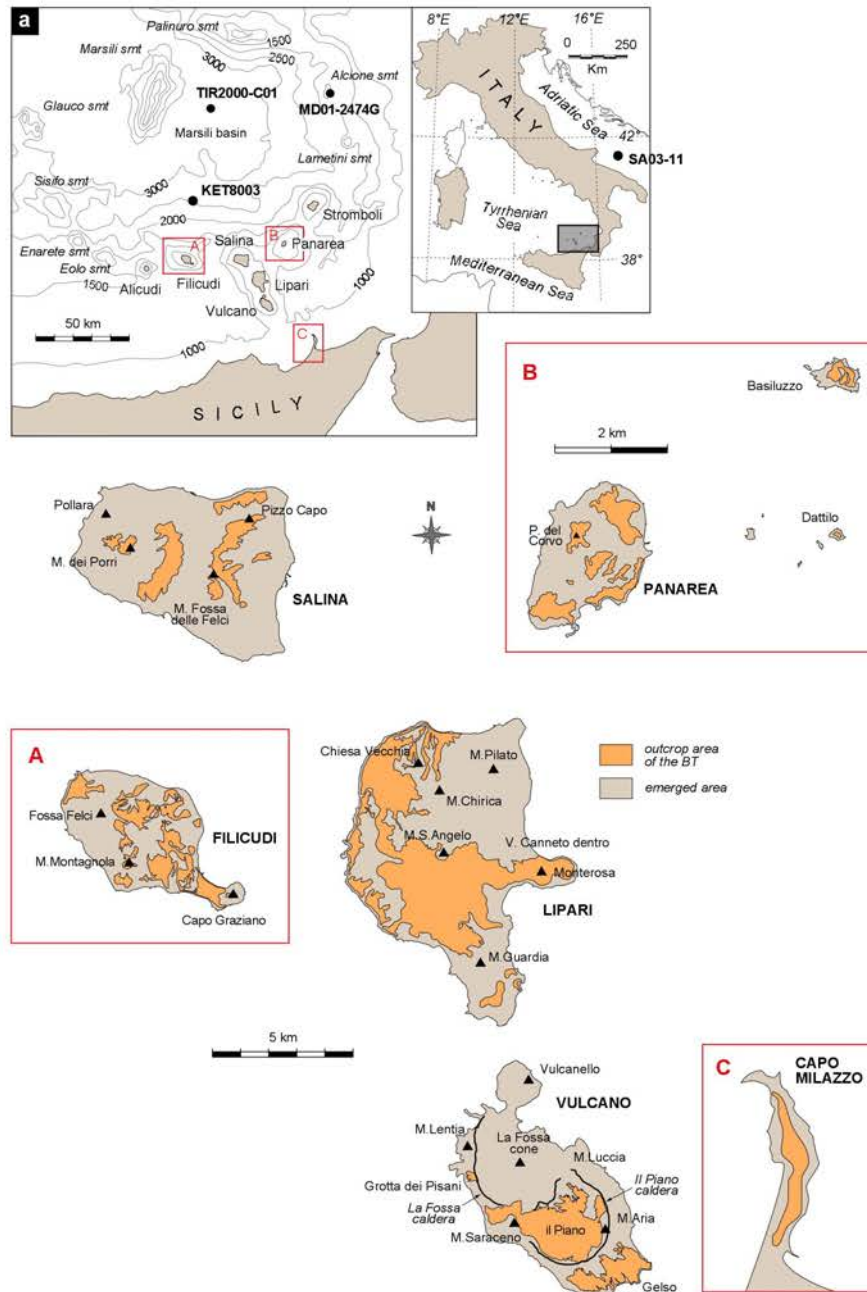 a
Palinuro smt
1500
2500
3000
Marsili smt
Alcione smt
TIR2000-C01
MD01-2474G
Glauco smt
Marsili basin
Lametini smt
Sisifo smt
3000
KET8003
2000
Stromboli
B
A
Salina
Panarea
Enarete smt
Eolo smt
1500
Alicudi
Filicudi
Lipari
1000
Vulcano
50 km
C
1000
SICILY
8°E
12°E
16°E
0
250
Km
ITALY
Adriatic Sea
42°
SA03-11
Tyrrhenian
Sea
38°
Mediterranean Sea
B
Basiluzzo
2 km
P. del
Corvo
Dattilo
PANAREA
Pollara
Pizzo Capo
M. dei Porri
M. Fossa
delle Felci
SALINA
N
A
Fossa Felci
FILICUDI
M.Montagnola
Capo Graziano
Chiesa Vecchia
M.Pilato
M.Chirica
M.S.Angelo
V. Canneto dentro
Monterosa
LIPARI
M.Guardia
outcrop area
of the BT
emerged area
5 km
Vulcanello
VULCANO
M.Lentia
La Fossa
cone
M.Luccia
Grotta dei Pisani
Il Piano
caldera
La Fossa
caldera
il Piano
M.Aria
M.Saraceno
Gelso
C
CAPO
MILAZZO